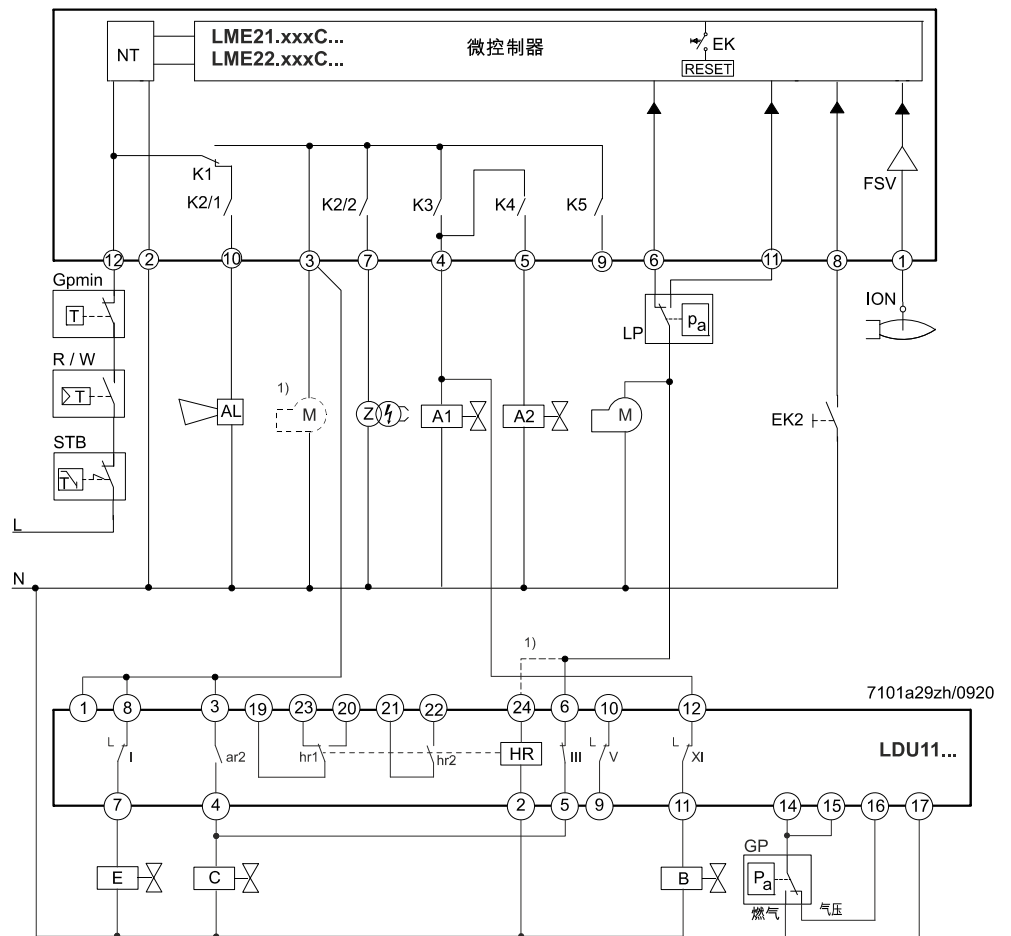 NT
LME21.xxxC...
LME22.xxxC...
微控制器
EK
RESET
FSV
K1
K2/1
K2/2
K3
K4
K5
12
2
10
3
7
4
5
9
6
11
8
1
Gpmin
T
R / W
T
STB
T
L
N
AL
1)
M
Z
A1
A2
LP
Pa
M
EK2
ION
1)
7101a29zh/0920
1
8
3
19
23
20
21
22
24
6
10
12
L
I
ar2
hr1
hr2
HR
III
L
V
L
XI
LDU11...
7
4
2
5
9
11
14
15
16
17
E
C
B
GP
Pa
燃气
气压